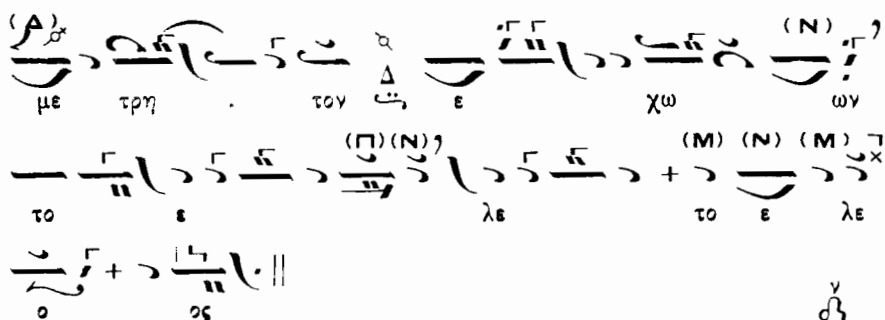 (Δ)
με τρη . τον Δ ε χω (Ν) ων
το ε (Π) (Ν) λε (Μ) το (Ν) ε (Μ) λε
ο ος
ν